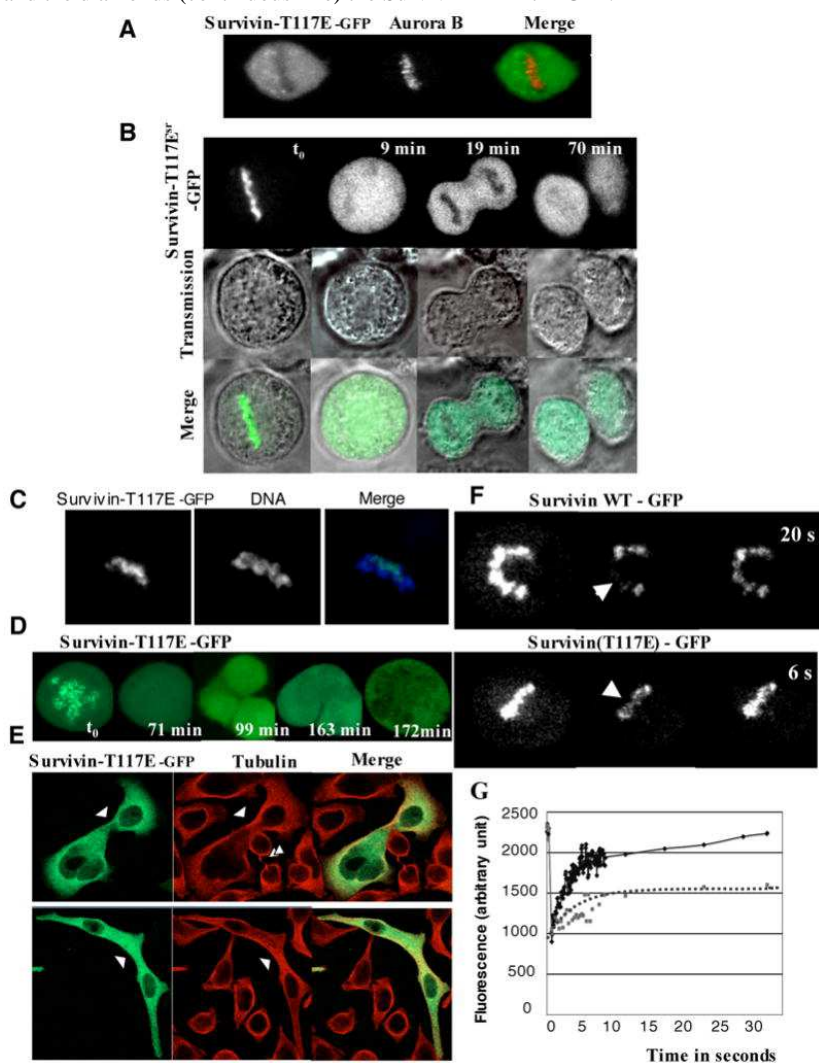 A
Survivin-T117E -GFP Aurora B Merge
B
Survivin-T117E^sr
-GFP
t₀ 9 min 19 min 70 min
Transmission
Merge
C
Survivin-T117E -GFP DNA Merge
D
Survivin-T117E -GFP
t₀ 71 min 99 min 163 min 172min
E
Survivin-T117E -GFP Tubulin Merge
F
Survivin WT - GFP
20 s
Survivin(T117E) - GFP
6 s
G
Fluorescence (arbitrary unit)
2500
2000
1500
1000
500
0
0 5 10 15 20 25 30
Time in seconds